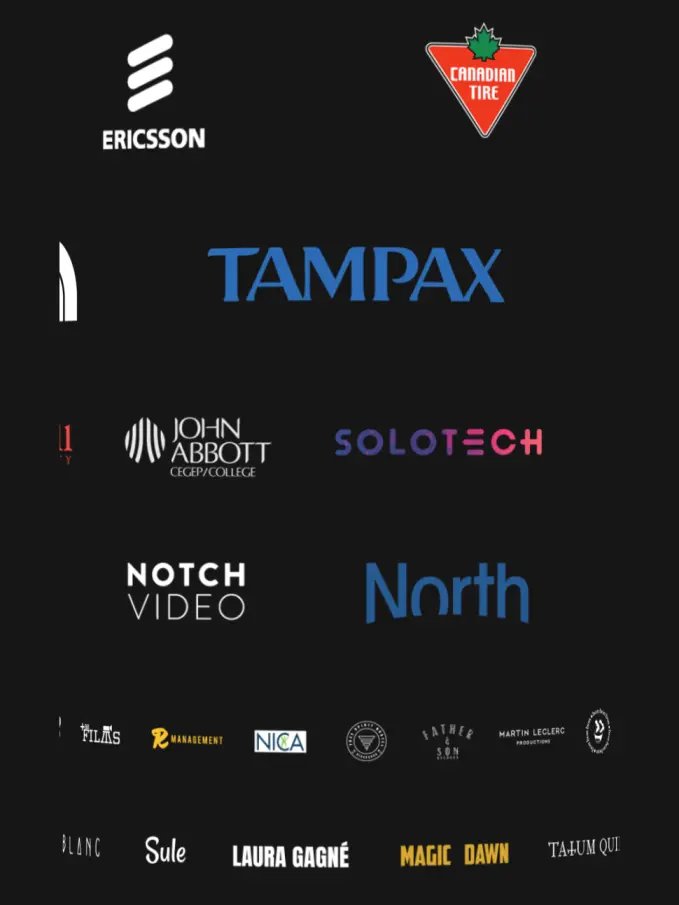 ERICSSON
CANADIAN
TIRE
TAMPAX
JOHN
ABBOTT
CEGEP/COLLEGE
SOLOTECH
NOTCH
VIDEO
North
FILMS
R MANAGEMENT
NICA
FATHER
&
SON
MARTIN LECLERC
PRODUCTIONS
BLANC
Sule
LAURA GAGNÉ
MAGIC DAWN
TATUM QUI